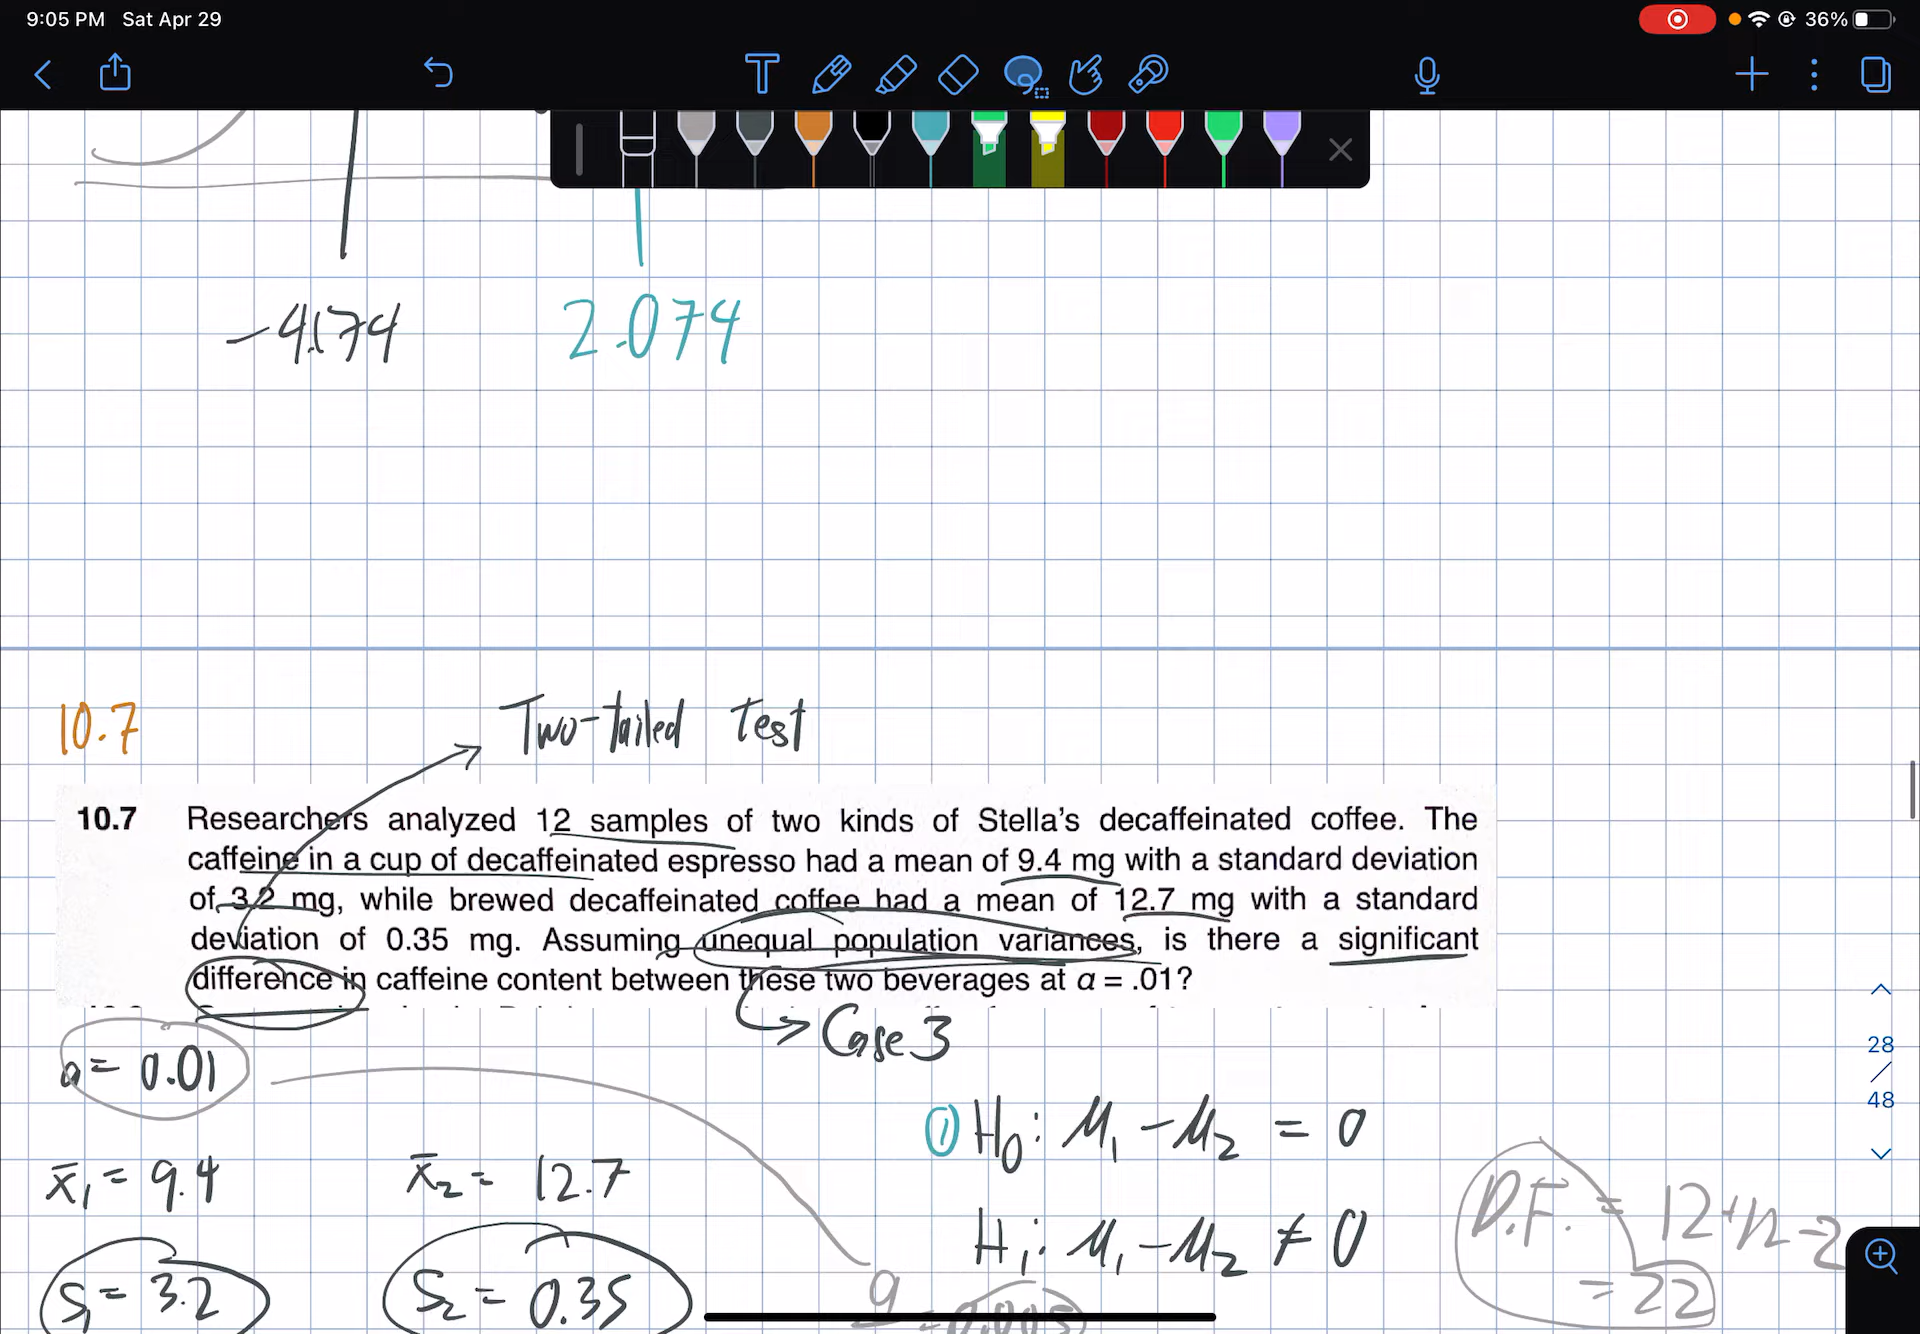 9:05 PM Sat Apr 29
36%
-4.174
2.074
10.7
Two-tailed Test
10.7 Researchers analyzed 12 samples of two kinds of Stella's decaffeinated coffee. The
caffeine in a cup of decaffeinated espresso had a mean of 9.4 mg with a standard deviation
of 3.2 mg, while brewed decaffeinated coffee had a mean of 12.7 mg with a standard
deviation of 0.35 mg. Assuming unequal population variances, is there a significant
difference in caffeine content between these two beverages at α = .01?
Case 3
a = 0.01
28
/
48
① H₀: M₁ - M₂ = 0
x̄₁ = 9.4
x̄₂ = 12.7
H₁: M₁ - M₂ ≠ 0
D.F. = 12+12-2
= 22
S₁ = 3.2
S₂ = 0.35